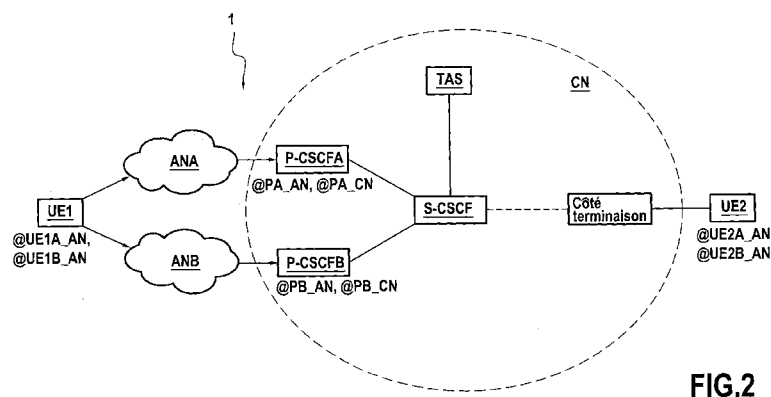 1
TAS
CN
ANA
P-CSCFA
@PA_AN, @PA_CN
UE1
@UE1A_AN,
@UE1B_AN
S-CSCF
Côté
terminaison
UE2
@UE2A_AN
@UE2B_AN
ANB
P-CSCFB
@PB_AN, @PB_CN
FIG.2